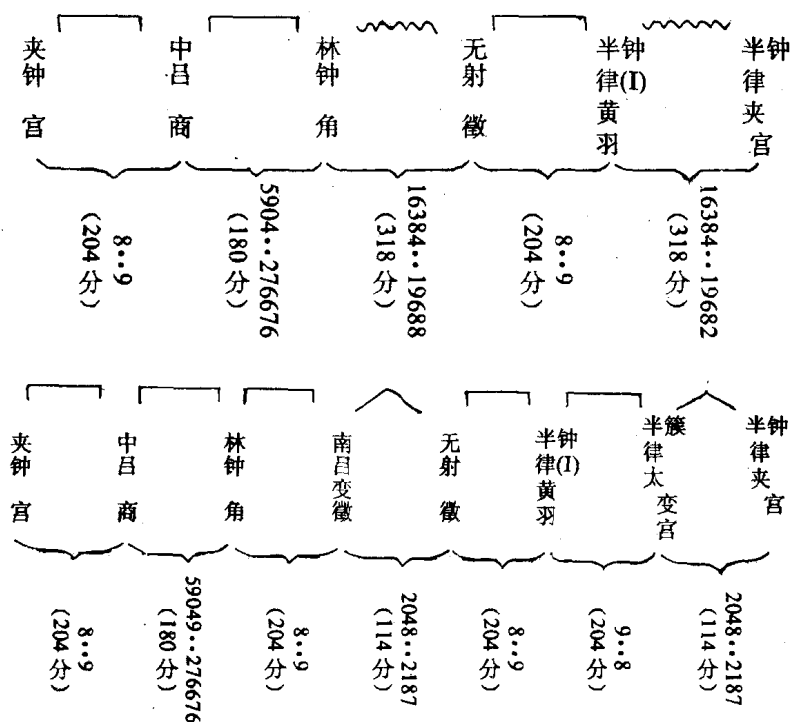 夹钟 宫
中吕 商
林钟 角
无射 徵
半律黄钟(I) 羽
半律夹钟 宫
8∶9
(204分)
5904∶276676
(180分)
16384∶19688
(318分)
8∶9
(204分)
16384∶19682
(318分)
夹钟 宫
中吕 商
林钟 角
南吕变徵
无射 徵
半律黄钟(I) 羽
半律太簇 变宫
半律夹钟 宫
8∶9
(204分)
59049∶276676
(180分)
8∶9
(204分)
2048∶2187
(114分)
8∶9
(204分)
9∶8
(204分)
2048∶2187
(114分)